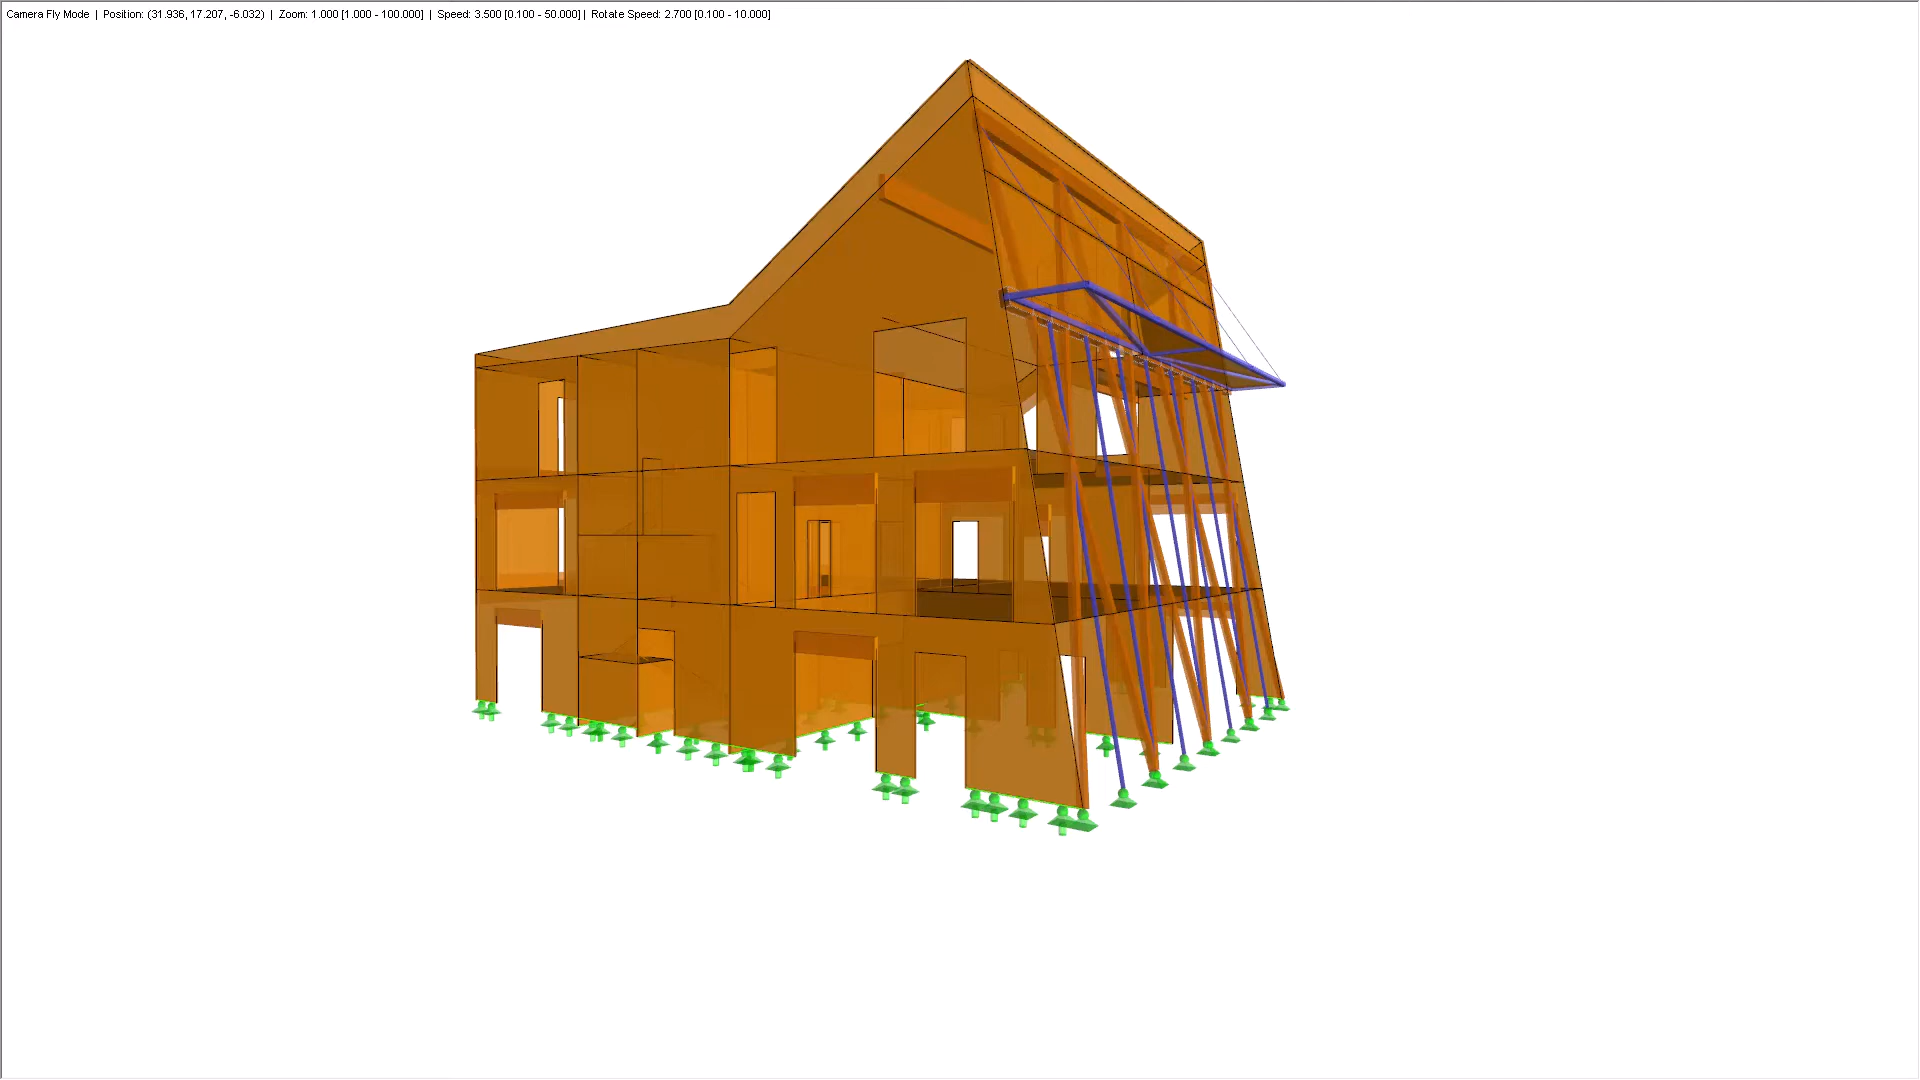 Camera Fly Mode | Position: (31.936, 17.207, -6.032) | Zoom: 1.000 [1.000 - 100.000] | Speed: 3.500 [0.100 - 50.000] | Rotate Speed: 2.700 [0.100 - 10.000]